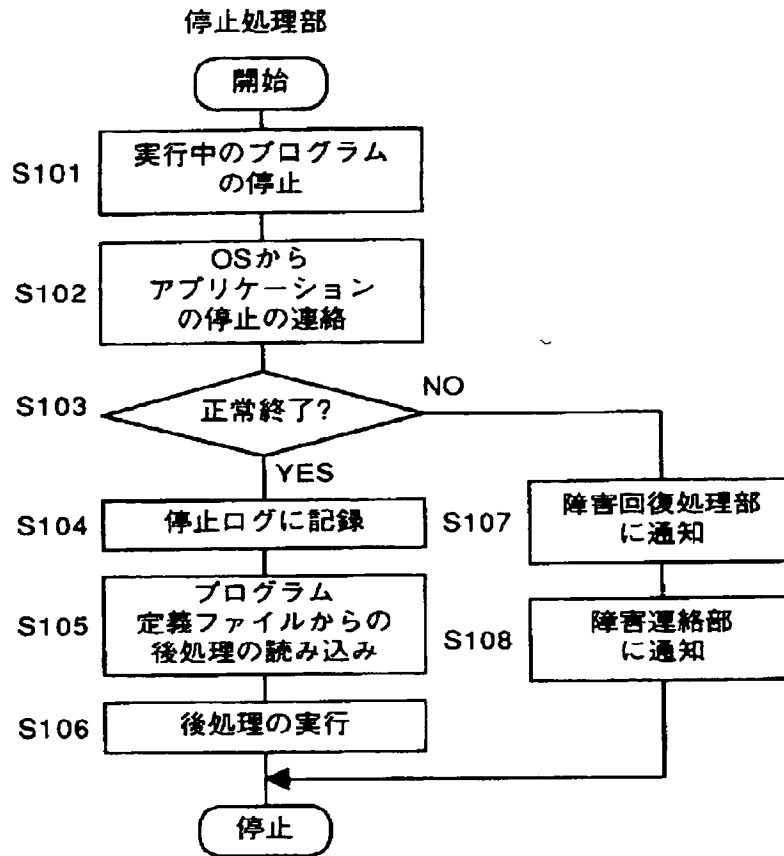 停止処理部
開始
S101
実行中のプログラム
の停止
S102
OSから
アプリケーション
の停止の連絡
S103
正常終了?
NO
YES
S104
停止ログに記録
S105
プログラム
定義ファイルからの
後処理の読み込み
S106
後処理の実行
S107
障害回復処理部
に通知
S108
障害連絡部
に通知
停止